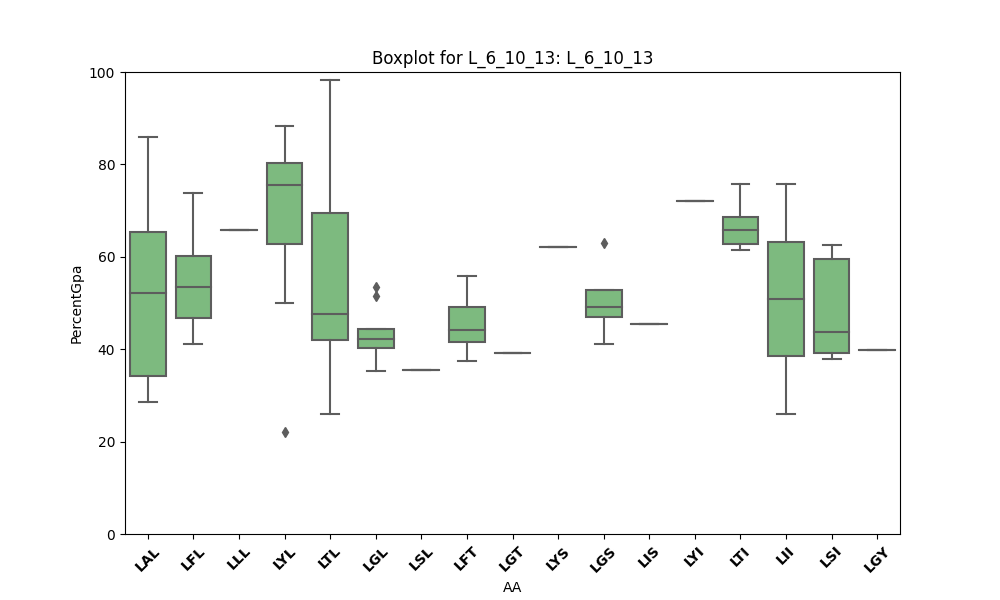 Boxplot for L_6_10_13: L_6_10_13
100
80
60
40
20
0
PercentGpa
LAL LFL LLL LYL LTL LGL LSL LFT LGT LYS LGS LIS LYI LTI LII LSI LGY
AA